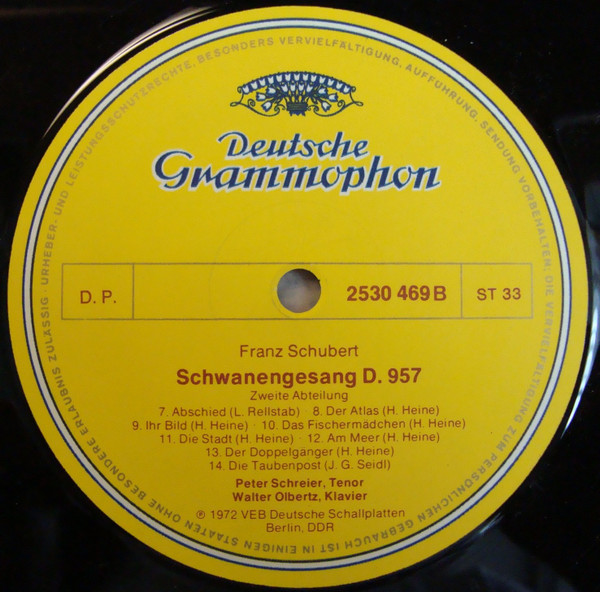 Deutsche
Grammophon
D. P.
2530 469 B
ST 33
Franz Schubert
Schwanengesang D. 957
Zweite Abteilung
7. Abschied (L. Rellstab) 8. Der Atlas (H. Heine)
9. Ihr Bild (H. Heine) · 10. Das Fischermädchen (H. Heine)
11. Die Stadt (H. Heine) · 12. Am Meer (H. Heine)
13. Der Doppelgänger (H. Heine)
14. Die Taubenpost (J. G. Seidl)
Peter Schreier, Tenor
Walter Olbertz, Klavier
℗ 1972 VEB Deutsche Schallplatten
Berlin, DDR
URHEBER- UND LEISTUNGSSCHUTZRECHTE, BESONDERS VERVIELFÄLTIGUNG, AUFFÜHRUNG, SENDUNG VORBEHALTEN. DIE VERVIELFÄLTIGUNG ZUM PERSÖNLICHEN GEBRAUCH IST IN EINIGEN STAATEN OHNE BESONDERE ERLAUBNIS ZULÄSSIG ·